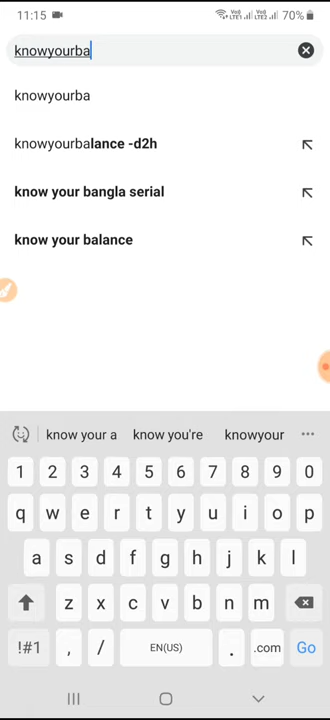 11:15 70%
knowyourba
knowyourba
knowyourbalance -d2h
know your bangla serial
know your balance
know your a know you're knowyour ...
1 2 3 4 5 6 7 8 9 0
q w e r t y u i o p
a s d f g h j k l
z x c v b n m
!#1 , / EN(US) . .com Go